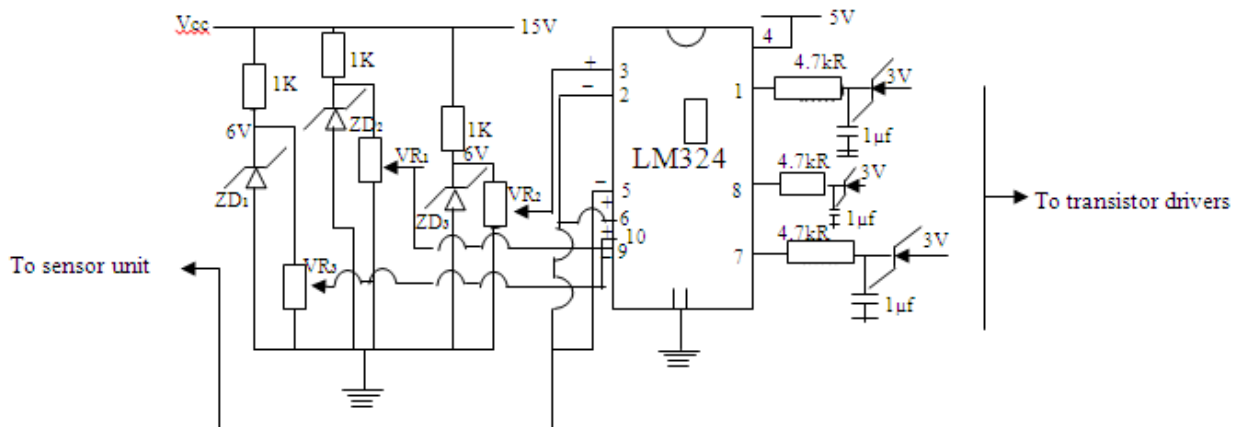 Vcc
15V
5V
4
1K
1K
1K
+
3
−
2
4.7kR
3V
1
1µf
6V
ZD1
ZD2
VR1
6V
ZD3
VR2
LM324
−
5
+
6
+
10
−
9
4.7kR
3V
8
1µf
4.7kR
3V
7
1µf
To transistor drivers
To sensor unit
VR3